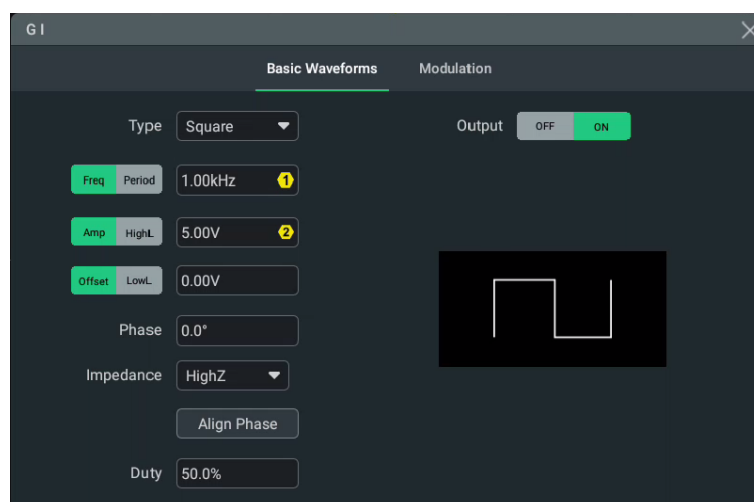 G I
Basic Waveforms Modulation
Type Square Output OFF ON
Freq Period 1.00kHz 1
Amp HighL 5.00V 2
Offset LowL 0.00V
Phase 0.0°
Impedance HighZ
Align Phase
Duty 50.0%